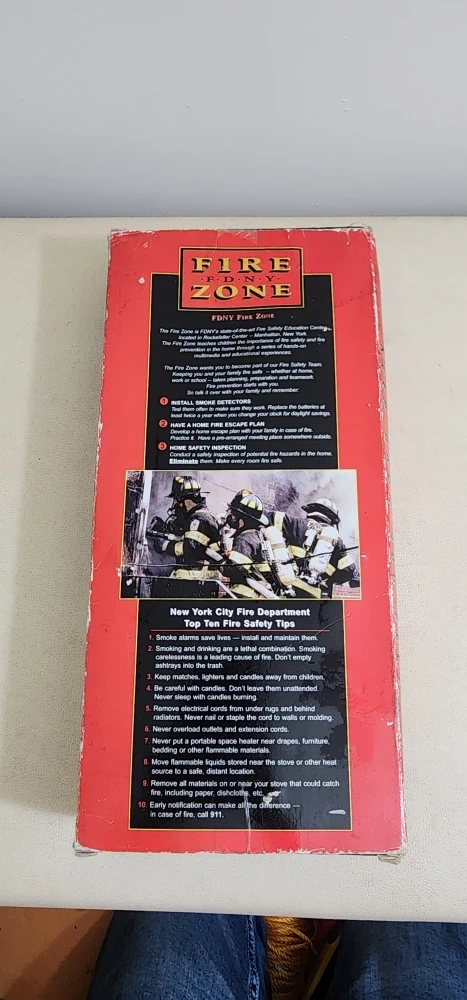 FIRE
·F·D·N·Y·
ZONE
FDNY FIRE ZONE
The Fire Zone is FDNY's state-of-the-art Fire Safety Education Center,
located in Rockefeller Center – Manhattan, New York.
The Fire Zone teaches children the importance of fire safety and fire
prevention in the home through a series of hands-on
multimedia and educational experiences.
The Fire Zone wants you to become part of our Fire Safety Team.
Keeping you and your family fire safe – whether at home,
work or school – takes planning, preparation and teamwork.
Fire prevention starts with you.
So talk it over with your family and remember:
1 INSTALL SMOKE DETECTORS
Test them often to make sure they work. Replace the batteries at
least twice a year when you change your clock for daylight savings.
2 HAVE A HOME FIRE ESCAPE PLAN
Develop a home escape plan with your family in case of fire.
Practice it. Have a pre-arranged meeting place somewhere outside.
3 HOME SAFETY INSPECTION
Conduct a safety inspection of potential fire hazards in the home.
Eliminate them. Make every room fire safe.
New York City Fire Department
Top Ten Fire Safety Tips
1. Smoke alarms save lives — install and maintain them.
2. Smoking and drinking are a lethal combination. Smoking
carelessness is a leading cause of fire. Don't empty
ashtrays into the trash.
3. Keep matches, lighters and candles away from children.
4. Be careful with candles. Don't leave them unattended.
Never sleep with candles burning.
5. Remove electrical cords from under rugs and behind
radiators. Never nail or staple the cord to walls or molding.
6. Never overload outlets and extension cords.
7. Never put a portable space heater near drapes, furniture,
bedding or other flammable materials.
8. Move flammable liquids stored near the stove or other heat
source to a safe, distant location.
9. Remove all materials on or near your stove that could catch
fire, including paper, dishcloths, etc.
10. Early notification can make all the difference —
in case of fire, call 911.